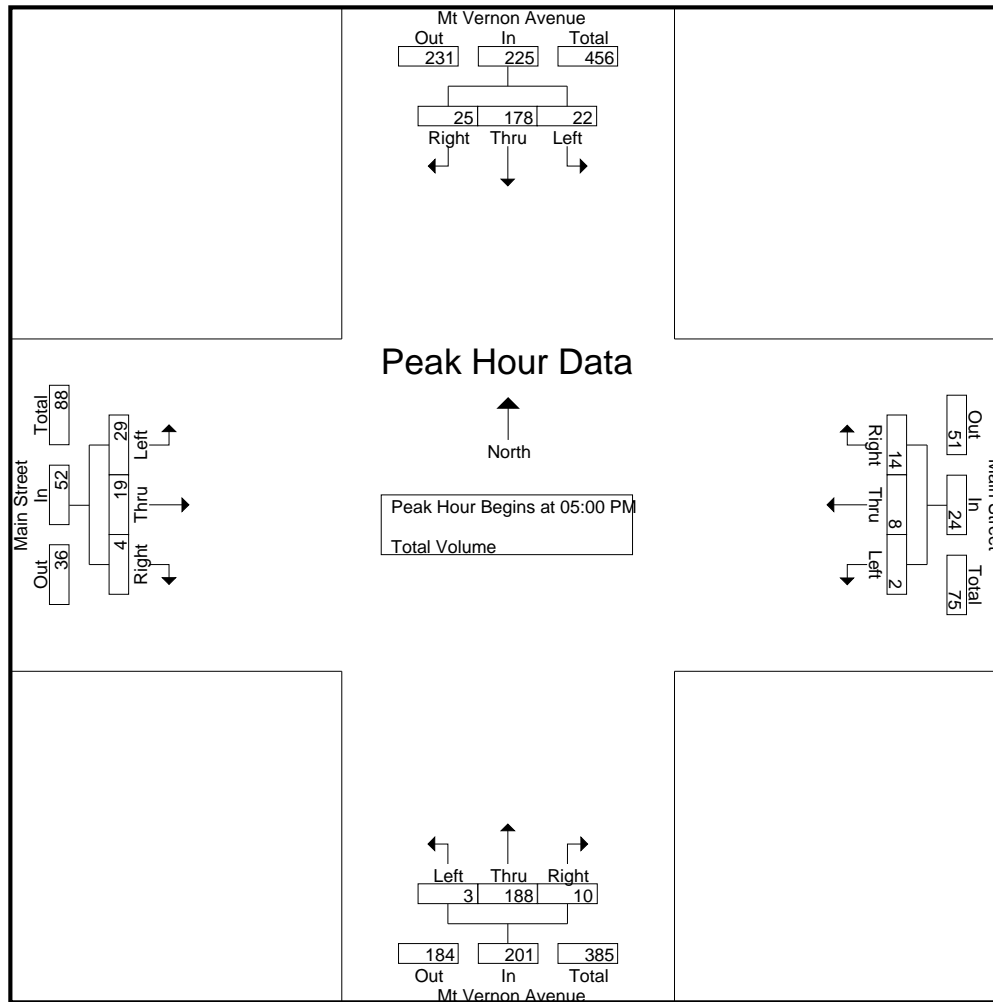 Mt Vernon Avenue
Out In Total
231 225 456
25 178 22
Right Thru Left
Peak Hour Data
North
Peak Hour Begins at 05:00 PM
Total Volume
Main Street
Out In Total
36 52 88
Left Thru Right
29 19 4
Main Street
Out In Total
51 24 75
Right Thru Left
14 8 2
Left Thru Right
3 188 10
184 201 385
Out In Total
Mt Vernon Avenue